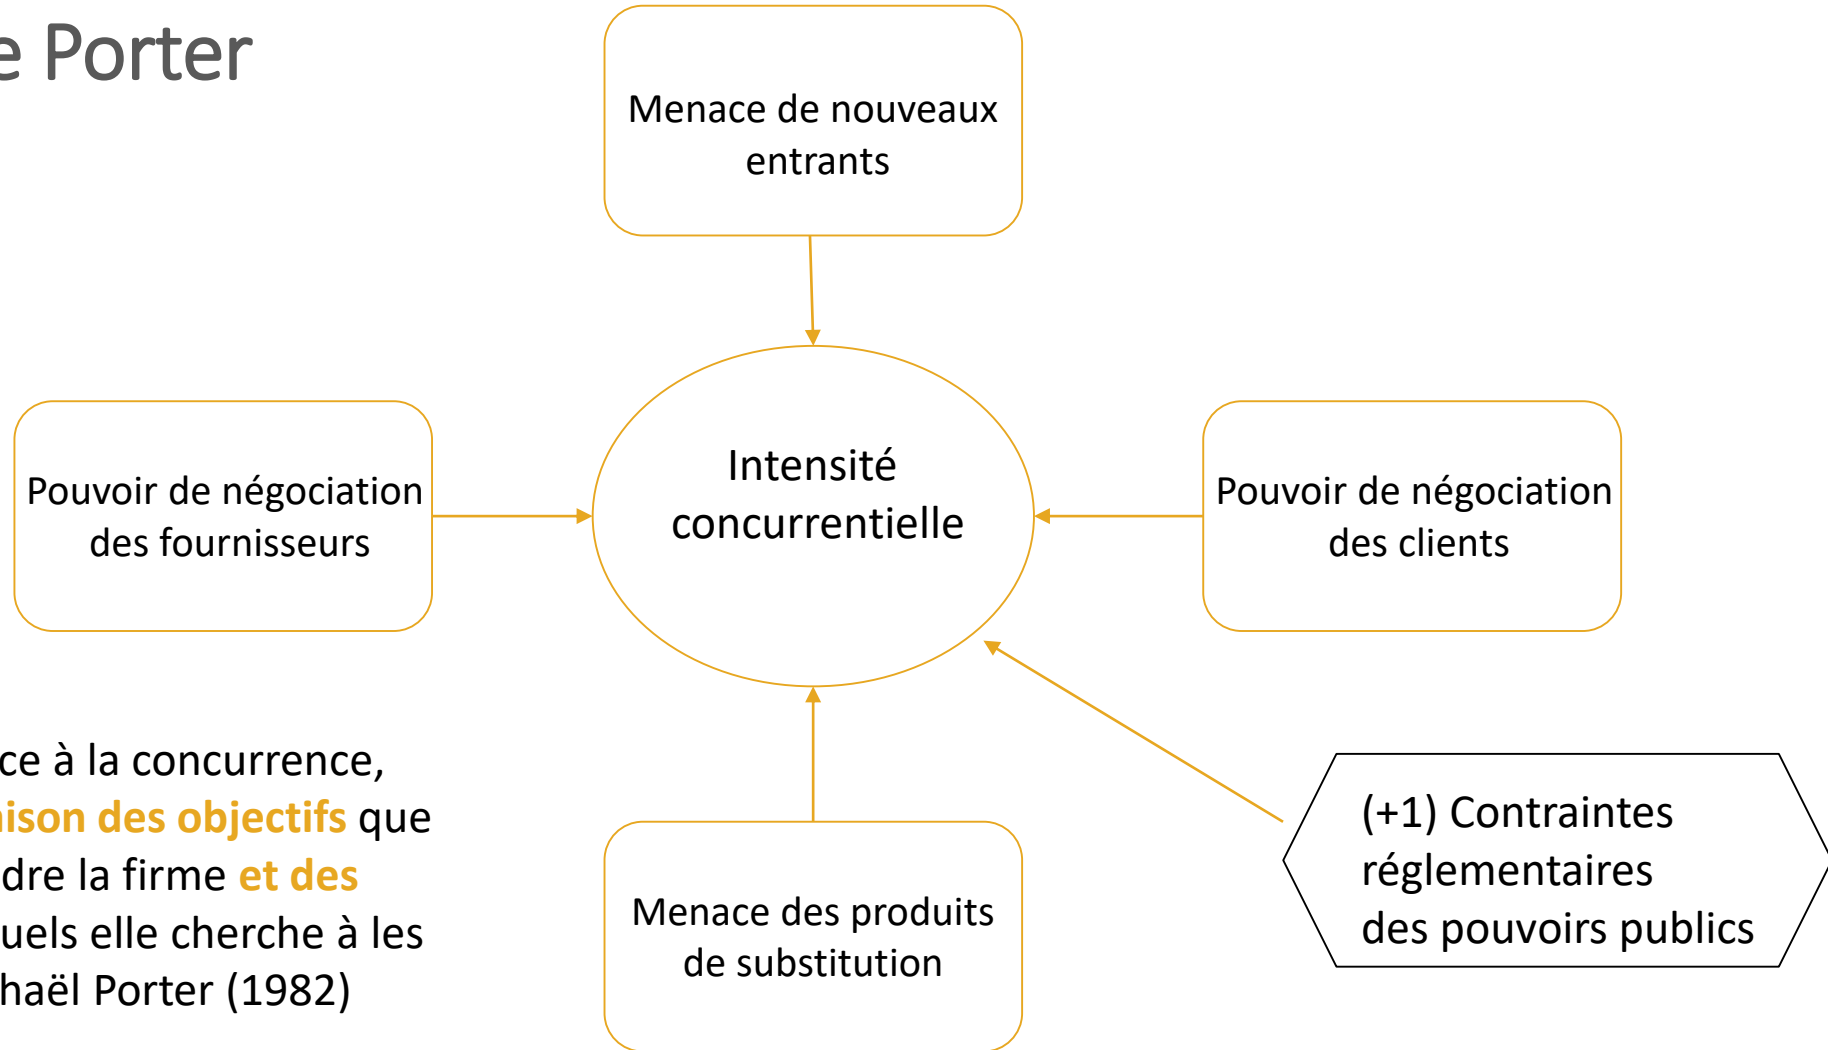 e Porter
Menace de nouveaux
entrants
Pouvoir de négociation
des fournisseurs
Intensité
concurrentielle
Pouvoir de négociation
des clients
ce à la concurrence,
aison des objectifs que
dre la firme et des
uels elle cherche à les
haël Porter (1982)
Menace des produits
de substitution
(+1) Contraintes
réglementaires
des pouvoirs publics